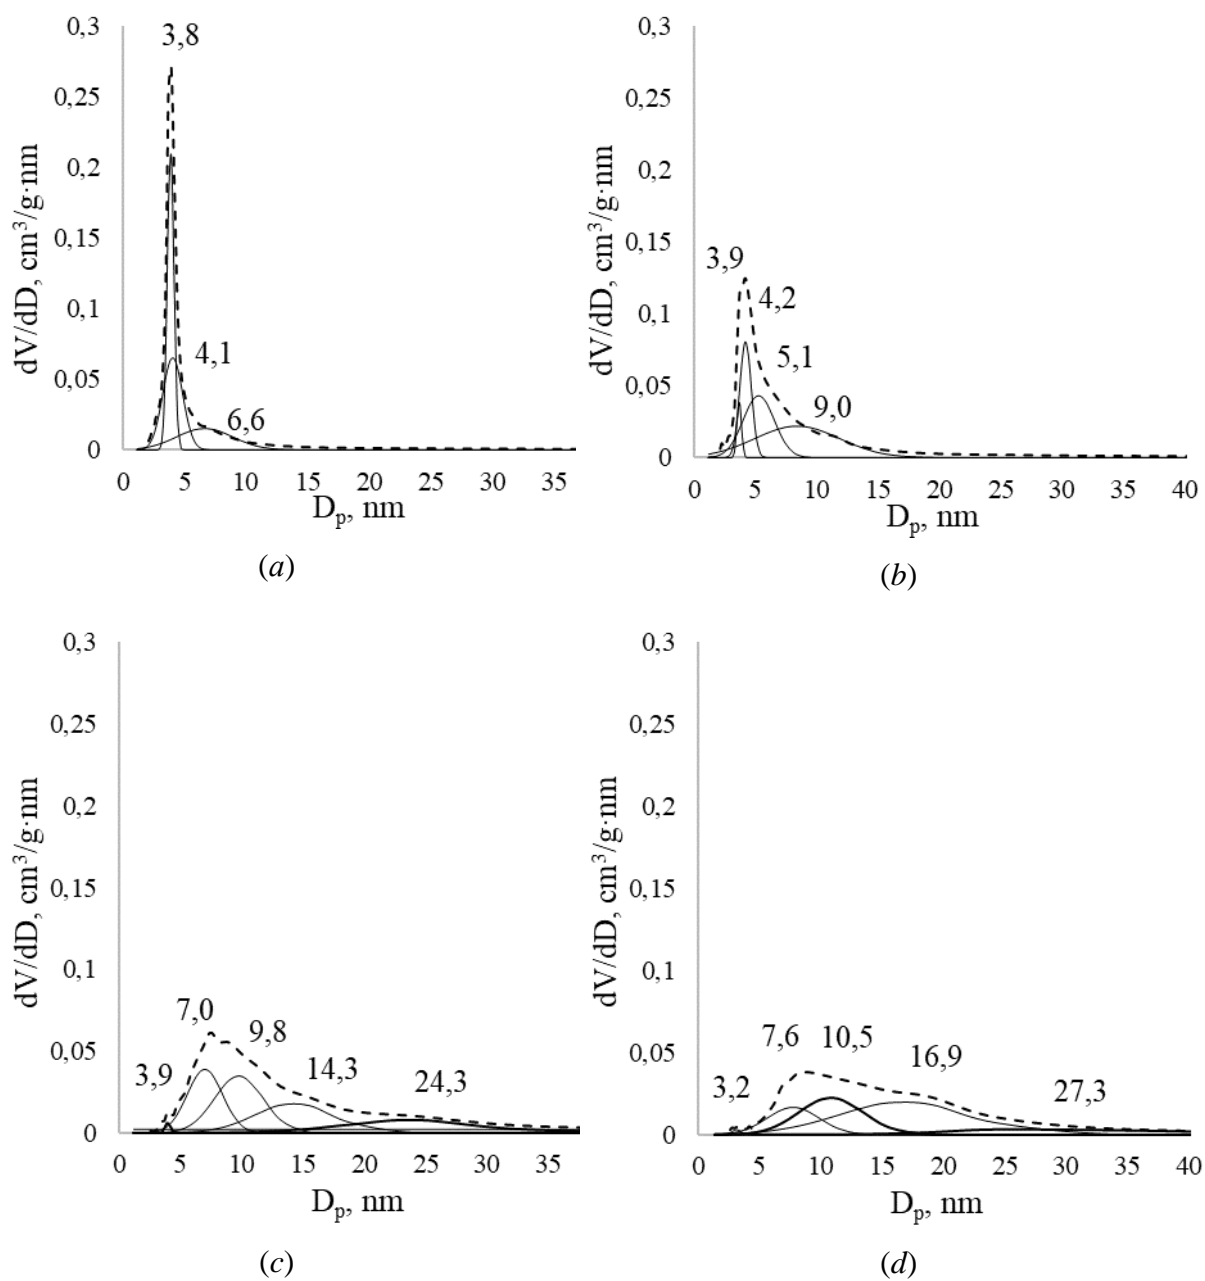 0,3
0,25
0,2
0,15
0,1
0,05
0
dV/dD, cm³/g·nm
3,8
4,1
6,6
0 5 10 15 20 25 30 35
Dₚ, nm
(a)
0,3
0,25
0,2
0,15
0,1
0,05
0
dV/dD, cm³/g·nm
3,9
4,2
5,1
9,0
0 5 10 15 20 25 30 35 40
Dₚ, nm
(b)
0,3
0,25
0,2
0,15
0,1
0,05
0
dV/dD, cm³/g·nm
3,9
7,0
9,8
14,3
24,3
0 5 10 15 20 25 30 35
Dₚ, nm
(c)
0,3
0,25
0,2
0,15
0,1
0,05
0
dV/dD, cm³/g·nm
3,2
7,6
10,5
16,9
27,3
0 5 10 15 20 25 30 35 40
Dₚ, nm
(d)